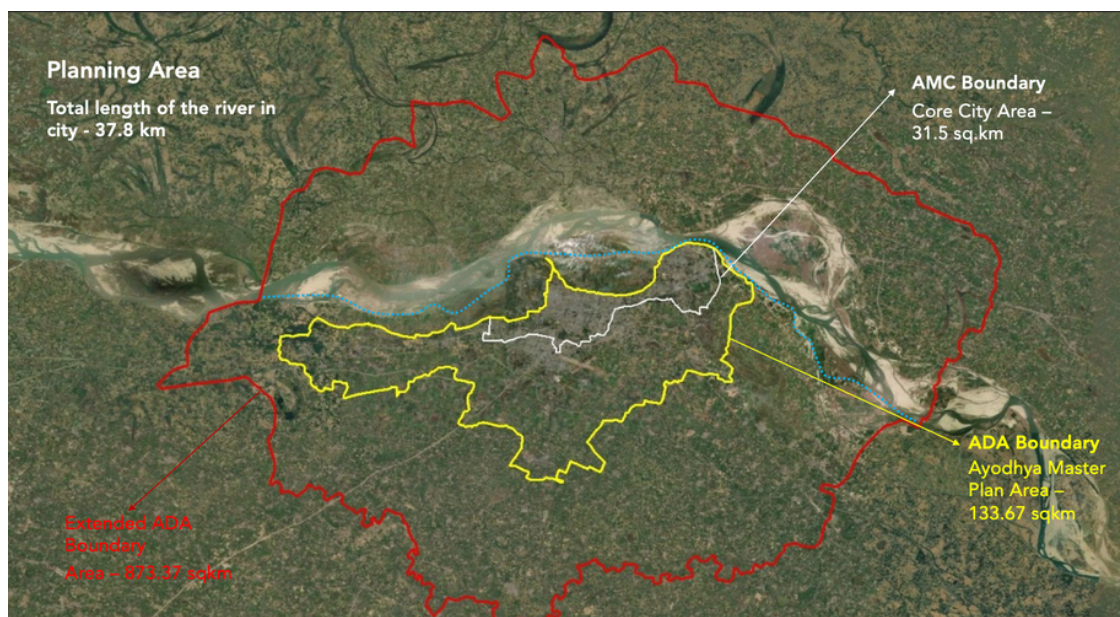 Planning Area
Total length of the river in
city - 37.8 km
AMC Boundary
Core City Area –
31.5 sq.km
ADA Boundary
Ayodhya Master
Plan Area –
133.67 sqkm
Extended ADA
Boundary
Area – 873.37 sqkm